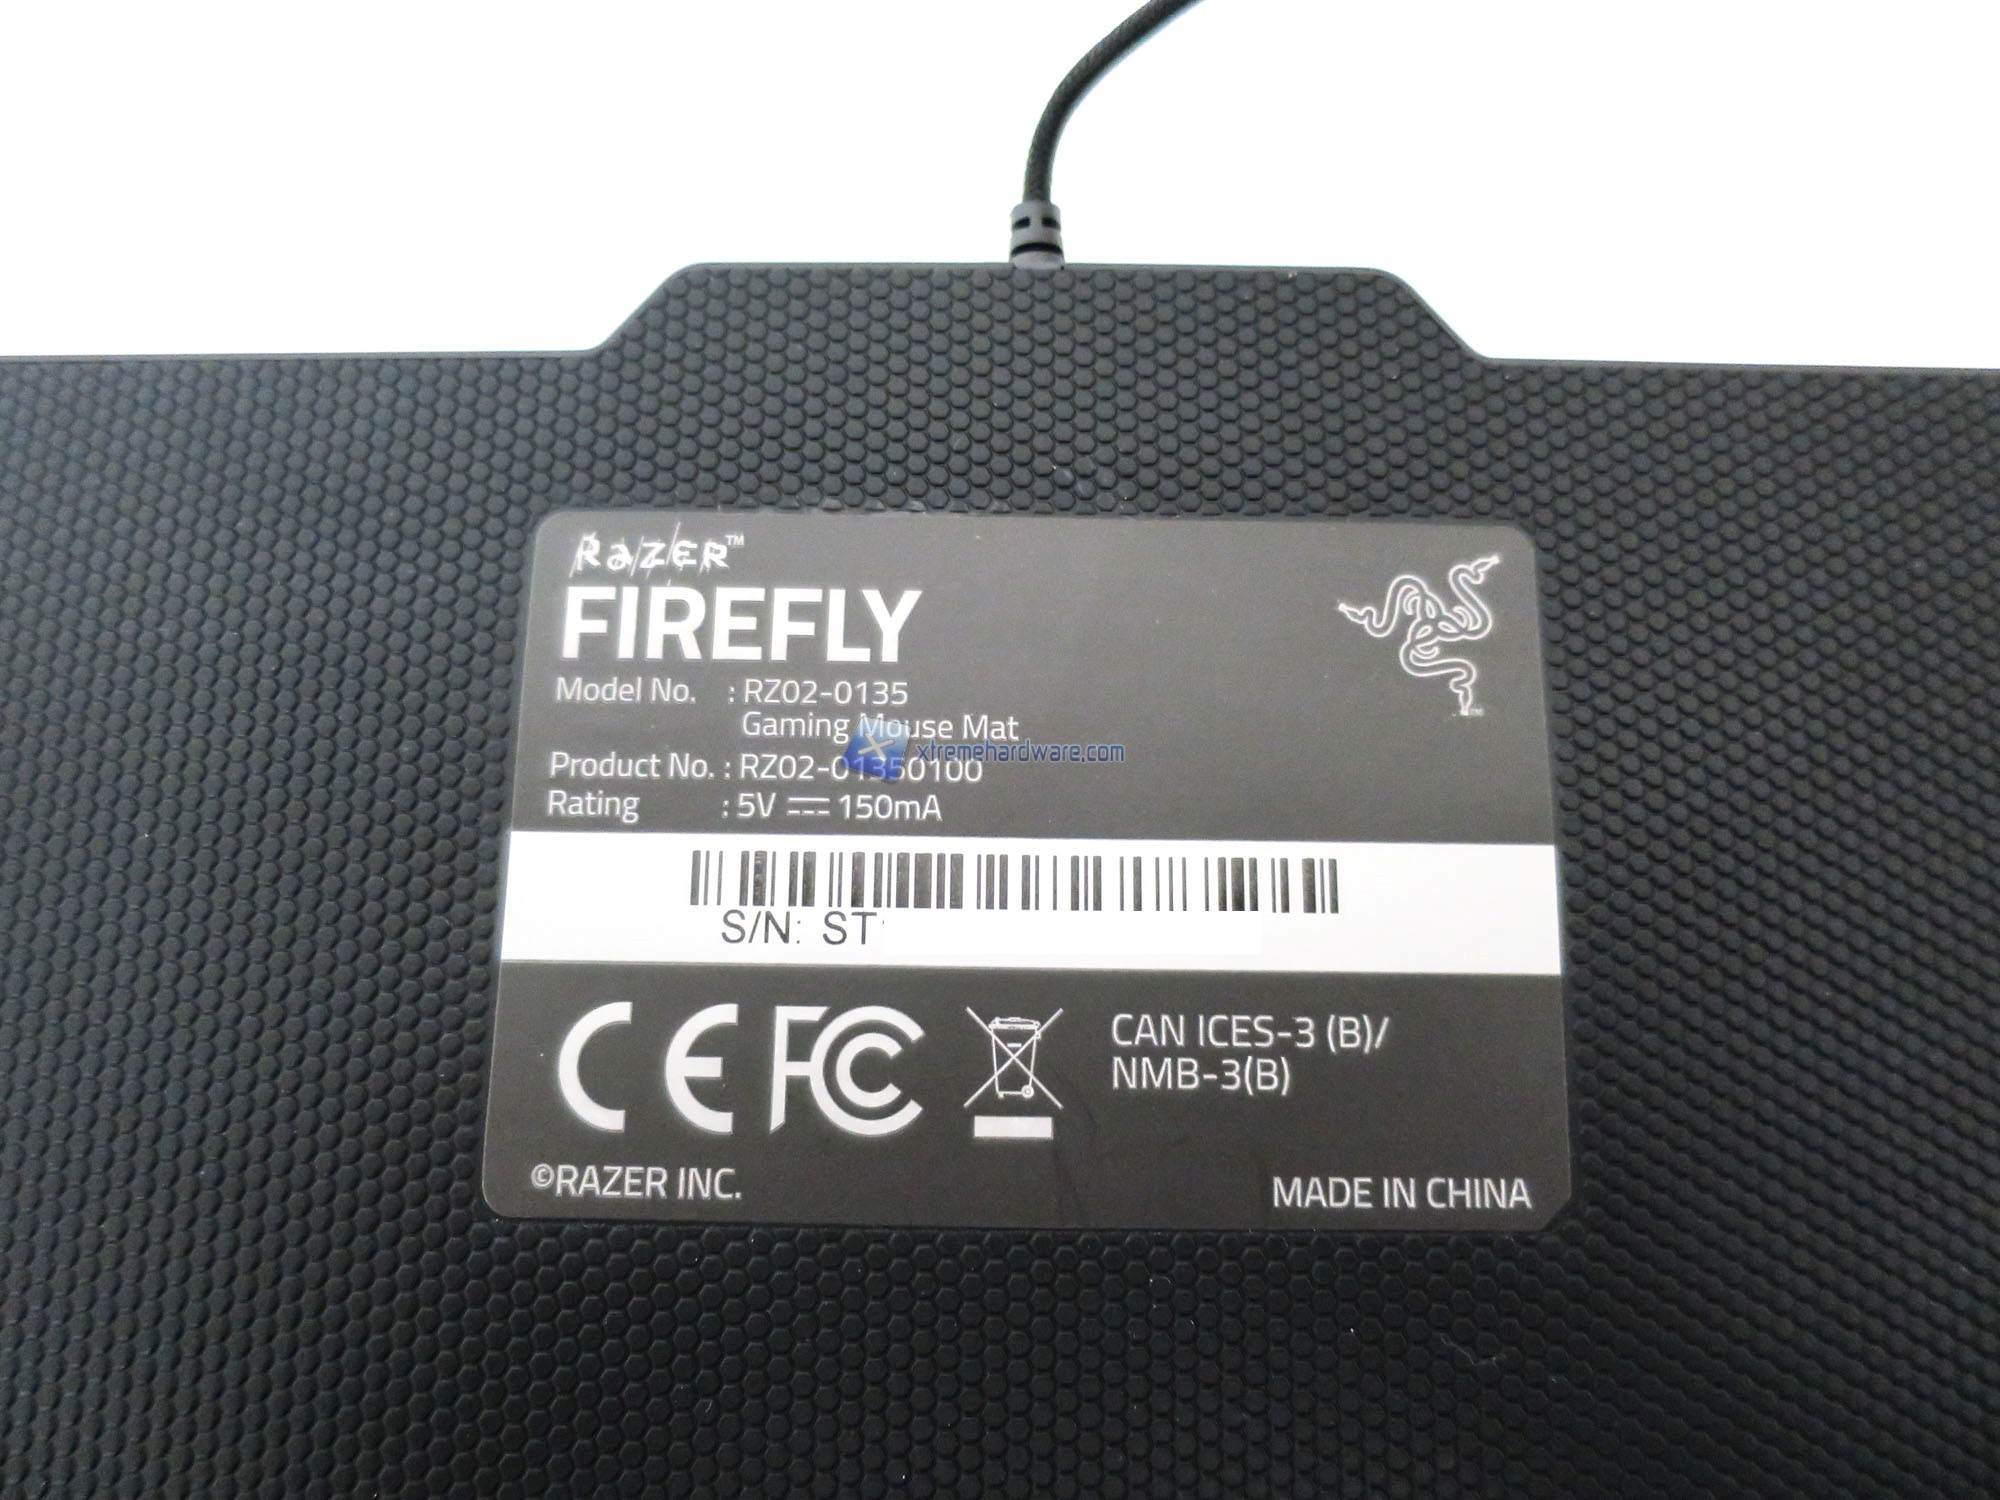 RaZER™
FIREFLY
Model No. : RZ02-0135
Gaming Mouse Mat
xtremehardware.com
Product No. : RZ02-01350100
Rating : 5V 150mA
S/N: ST
CE FC
CAN ICES-3 (B)/
NMB-3(B)
©RAZER INC.
MADE IN CHINA